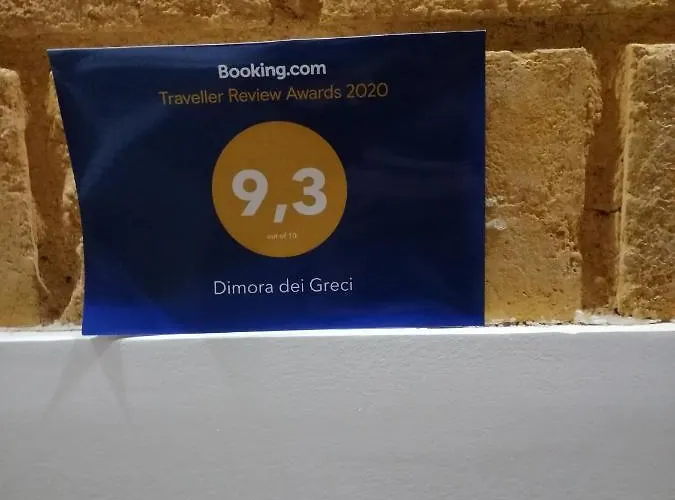 Booking.com
Traveller Review Awards 2020
9,3
out of 10
Dimora dei Greci